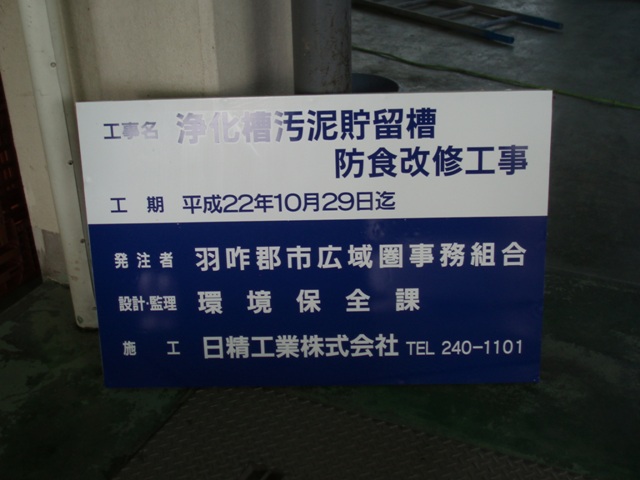 工事名 浄化槽汚泥貯留槽
防食改修工事
工期 平成22年10月29日迄
発注者 羽咋郡市広域圏事務組合
設計・監理 環境保全課
施工 日精工業株式会社 TEL 240-1101